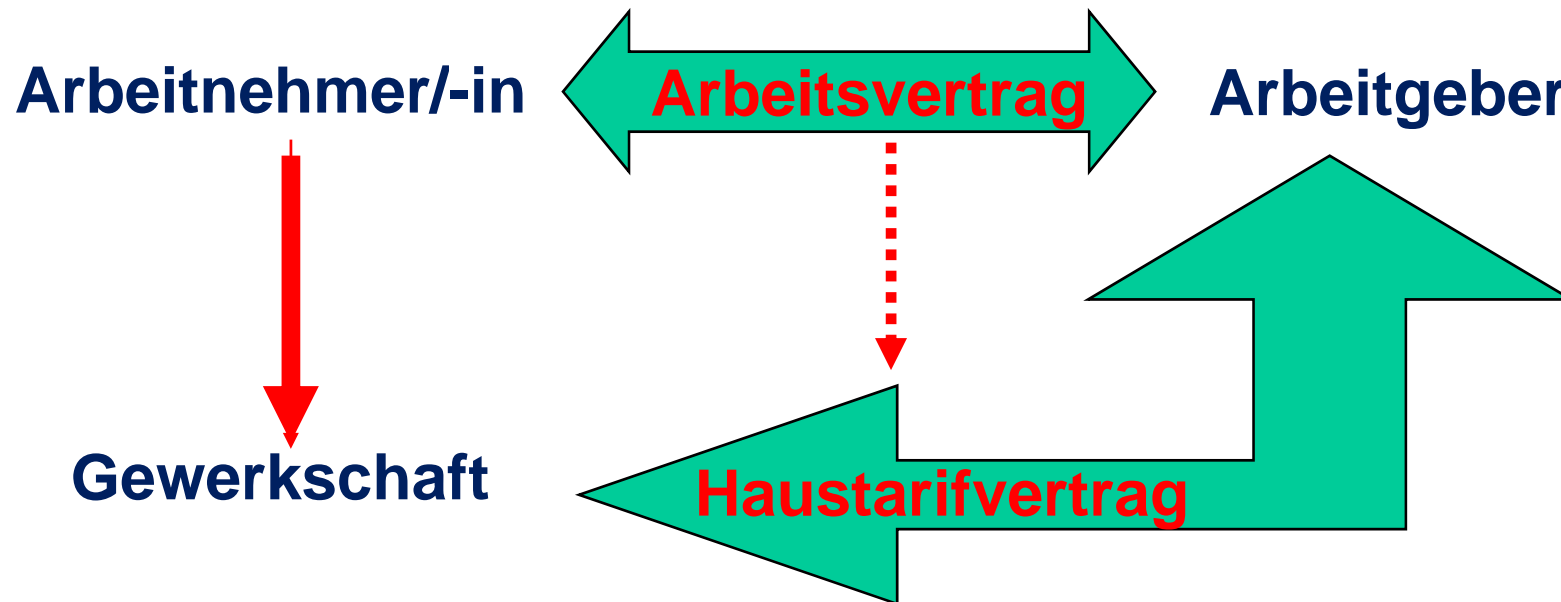 Arbeitnehmer/-in
Arbeitsvertrag
Arbeitgeber
Gewerkschaft
Haustarifvertrag